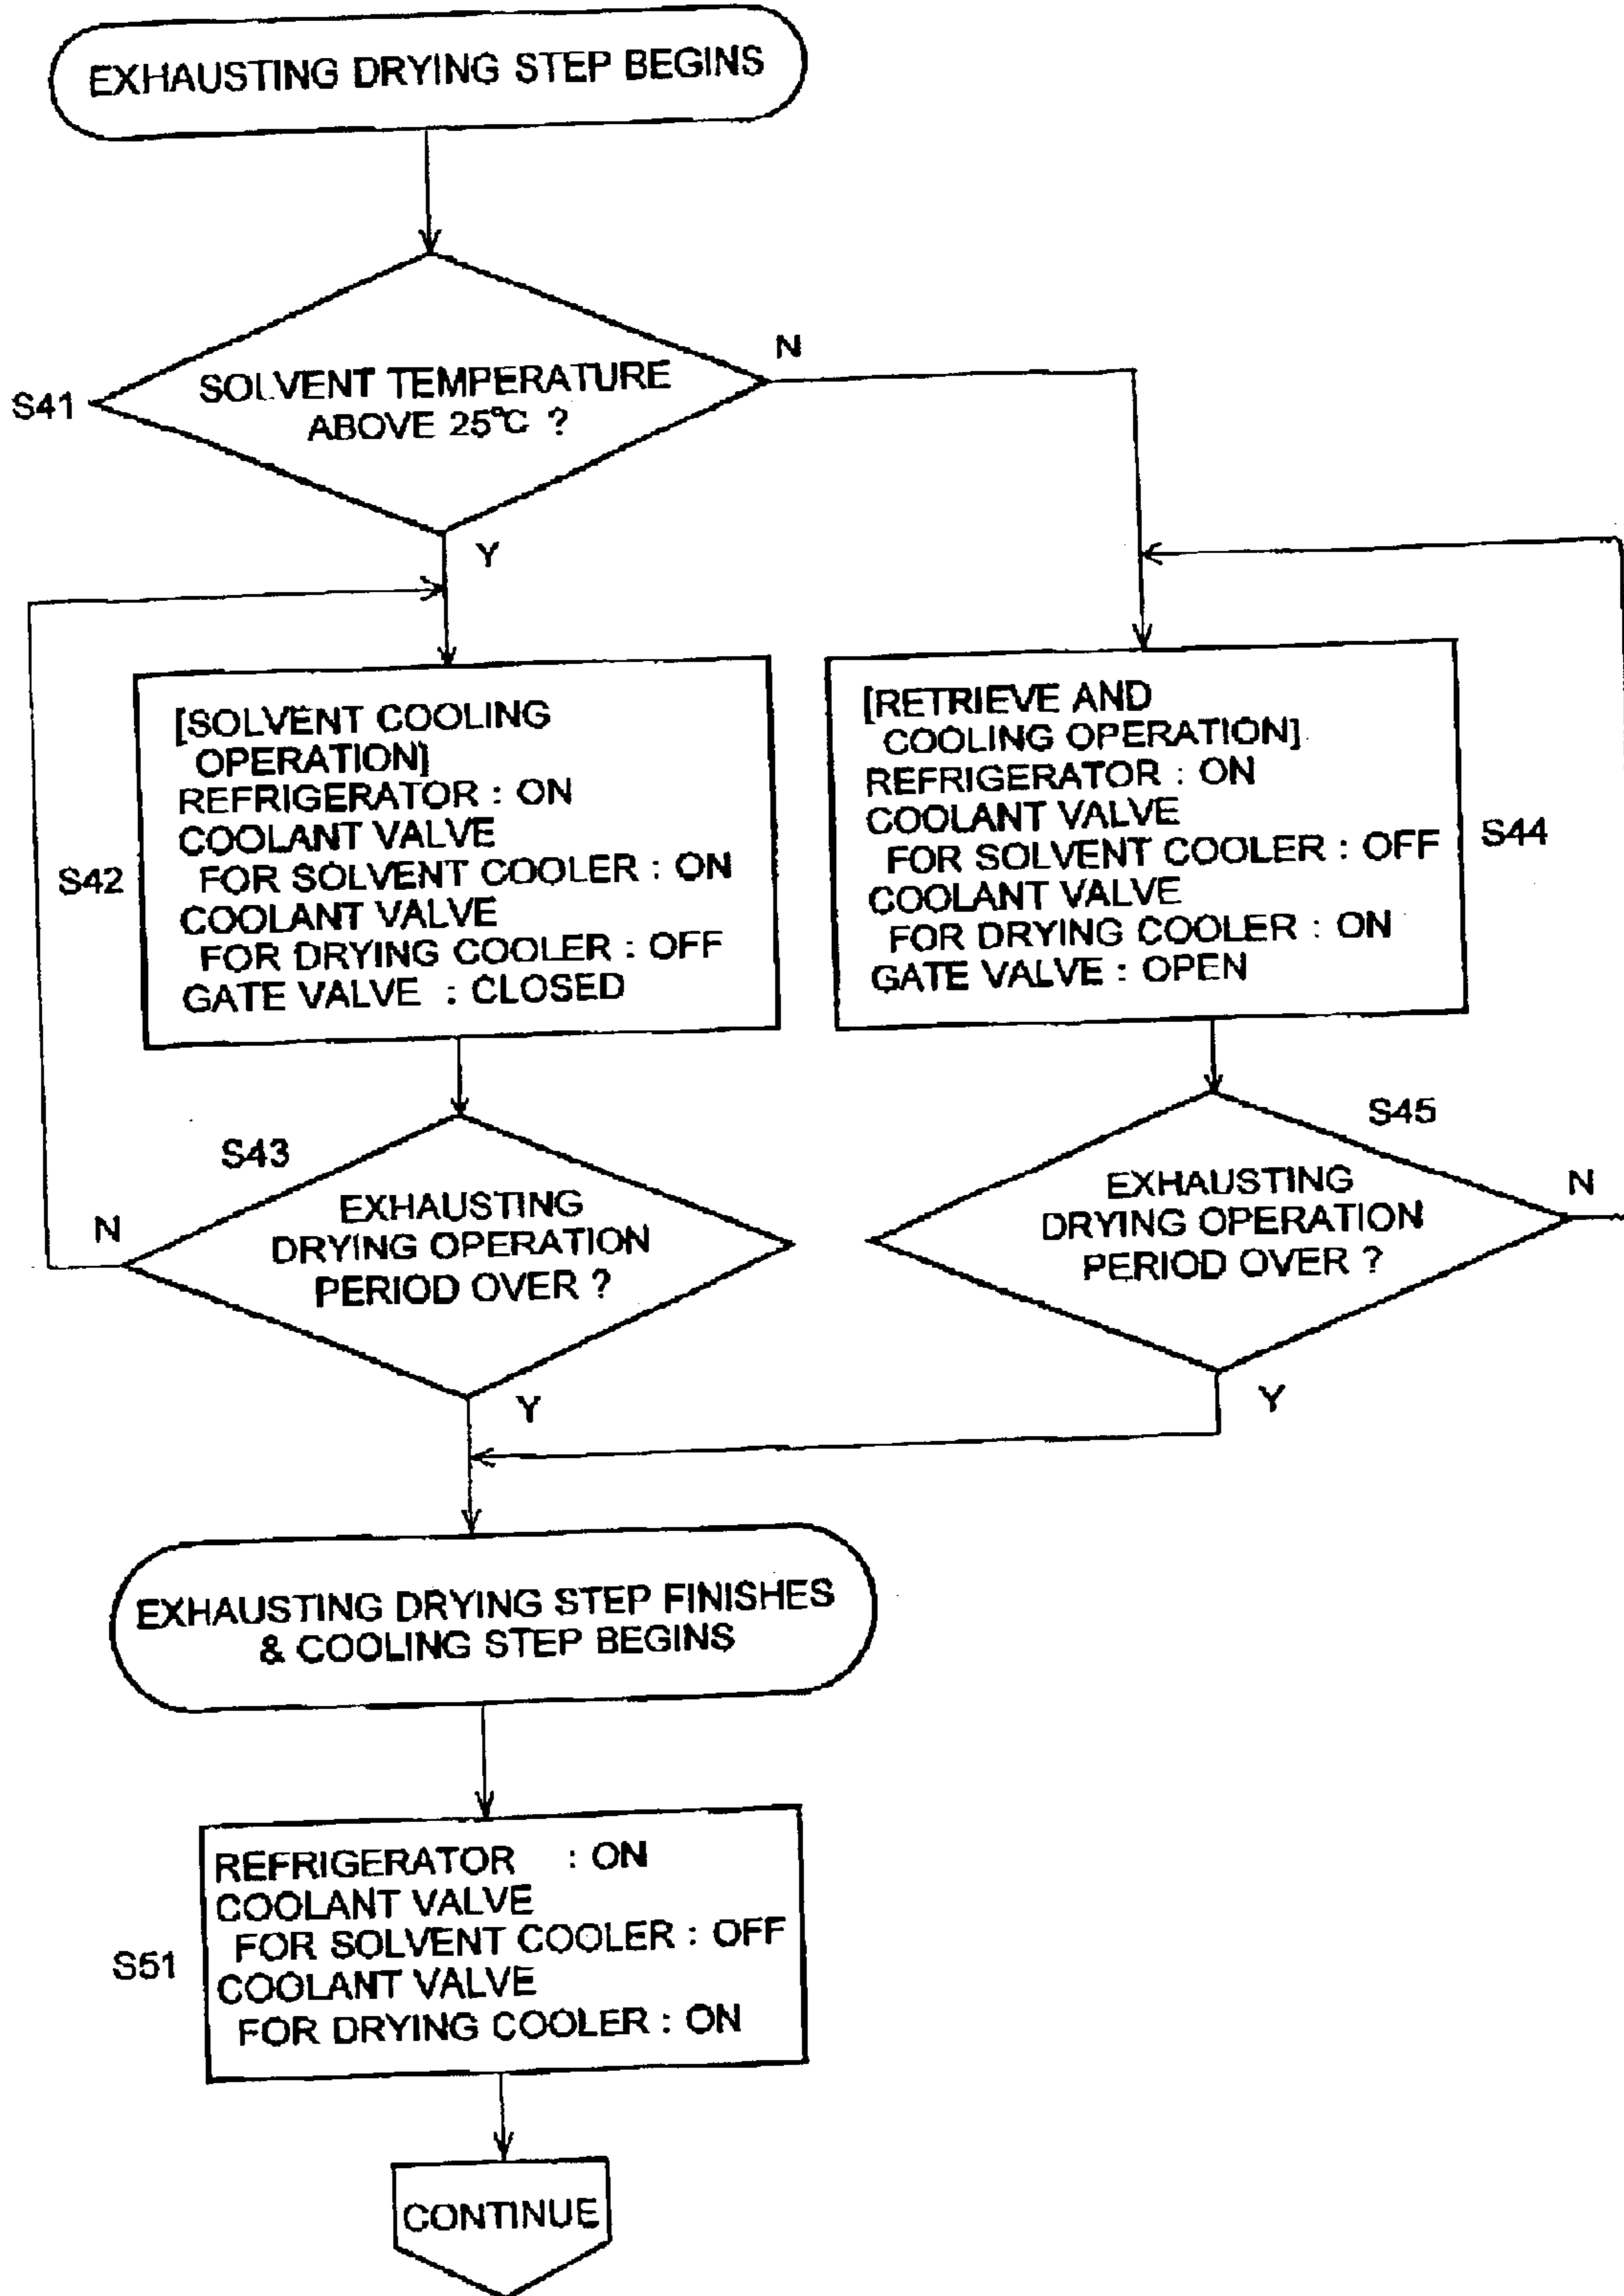 EXHAUSTING DRYING STEP BEGINS
S41
SOLVENT TEMPERATURE
ABOVE 25°C ?
N
Y
S42
[SOLVENT COOLING
OPERATION]
REFRIGERATOR : ON
COOLANT VALVE
FOR SOLVENT COOLER : ON
COOLANT VALVE
FOR DRYING COOLER : OFF
GATE VALVE : CLOSED
[RETRIEVE AND
COOLING OPERATION]
REFRIGERATOR : ON
COOLANT VALVE
FOR SOLVENT COOLER : OFF
COOLANT VALVE
FOR DRYING COOLER : ON
GATE VALVE : OPEN
S44
S43
EXHAUSTING
DRYING OPERATION
PERIOD OVER ?
N
Y
S45
EXHAUSTING
DRYING OPERATION
PERIOD OVER ?
N
Y
EXHAUSTING DRYING STEP FINISHES
& COOLING STEP BEGINS
S51
REFRIGERATOR : ON
COOLANT VALVE
FOR SOLVENT COOLER : OFF
COOLANT VALVE
FOR DRYING COOLER : ON
CONTINUE